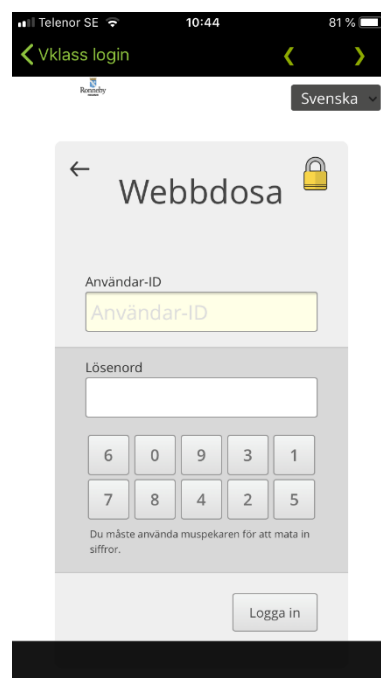 Telenor SE 10:44 81 %
Vklass login
Ronneby
Svenska
Webbdosa
Användar-ID
Användar-ID
Lösenord
6 0 9 3 1
7 8 4 2 5
Du måste använda muspekaren för att mata in
siffror.
Logga in